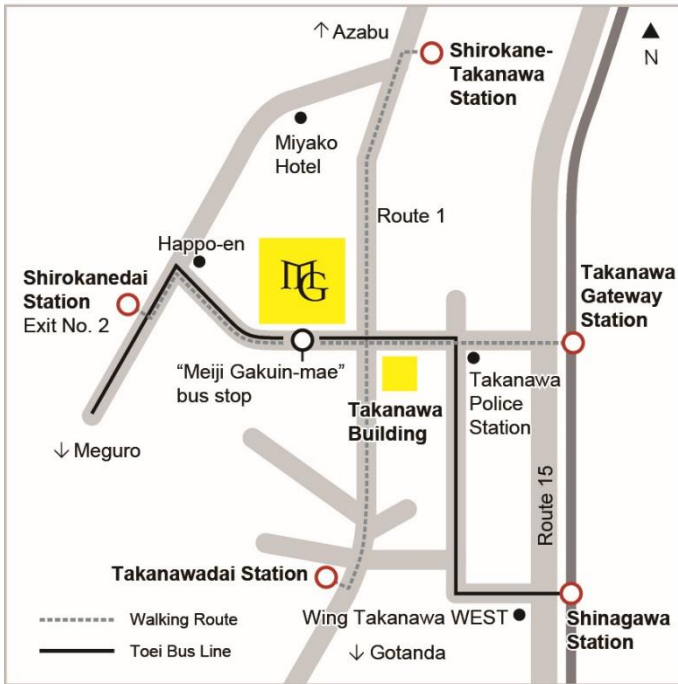 ↑ Azabu
Shirokane-
Takanawa
Station
N
Miyako
Hotel
Route 1
Happo-en
MG
Shirokanedai
Station
Exit No. 2
Takanawa
Gateway
Station
“Meiji Gakuin-mae”
bus stop
Takanawa
Building
Takanawa
Police
Station
↓ Meguro
Route 15
Takanawadai Station
Walking Route
Toei Bus Line
Wing Takanawa WEST
↓ Gotanda
Shinagawa
Station